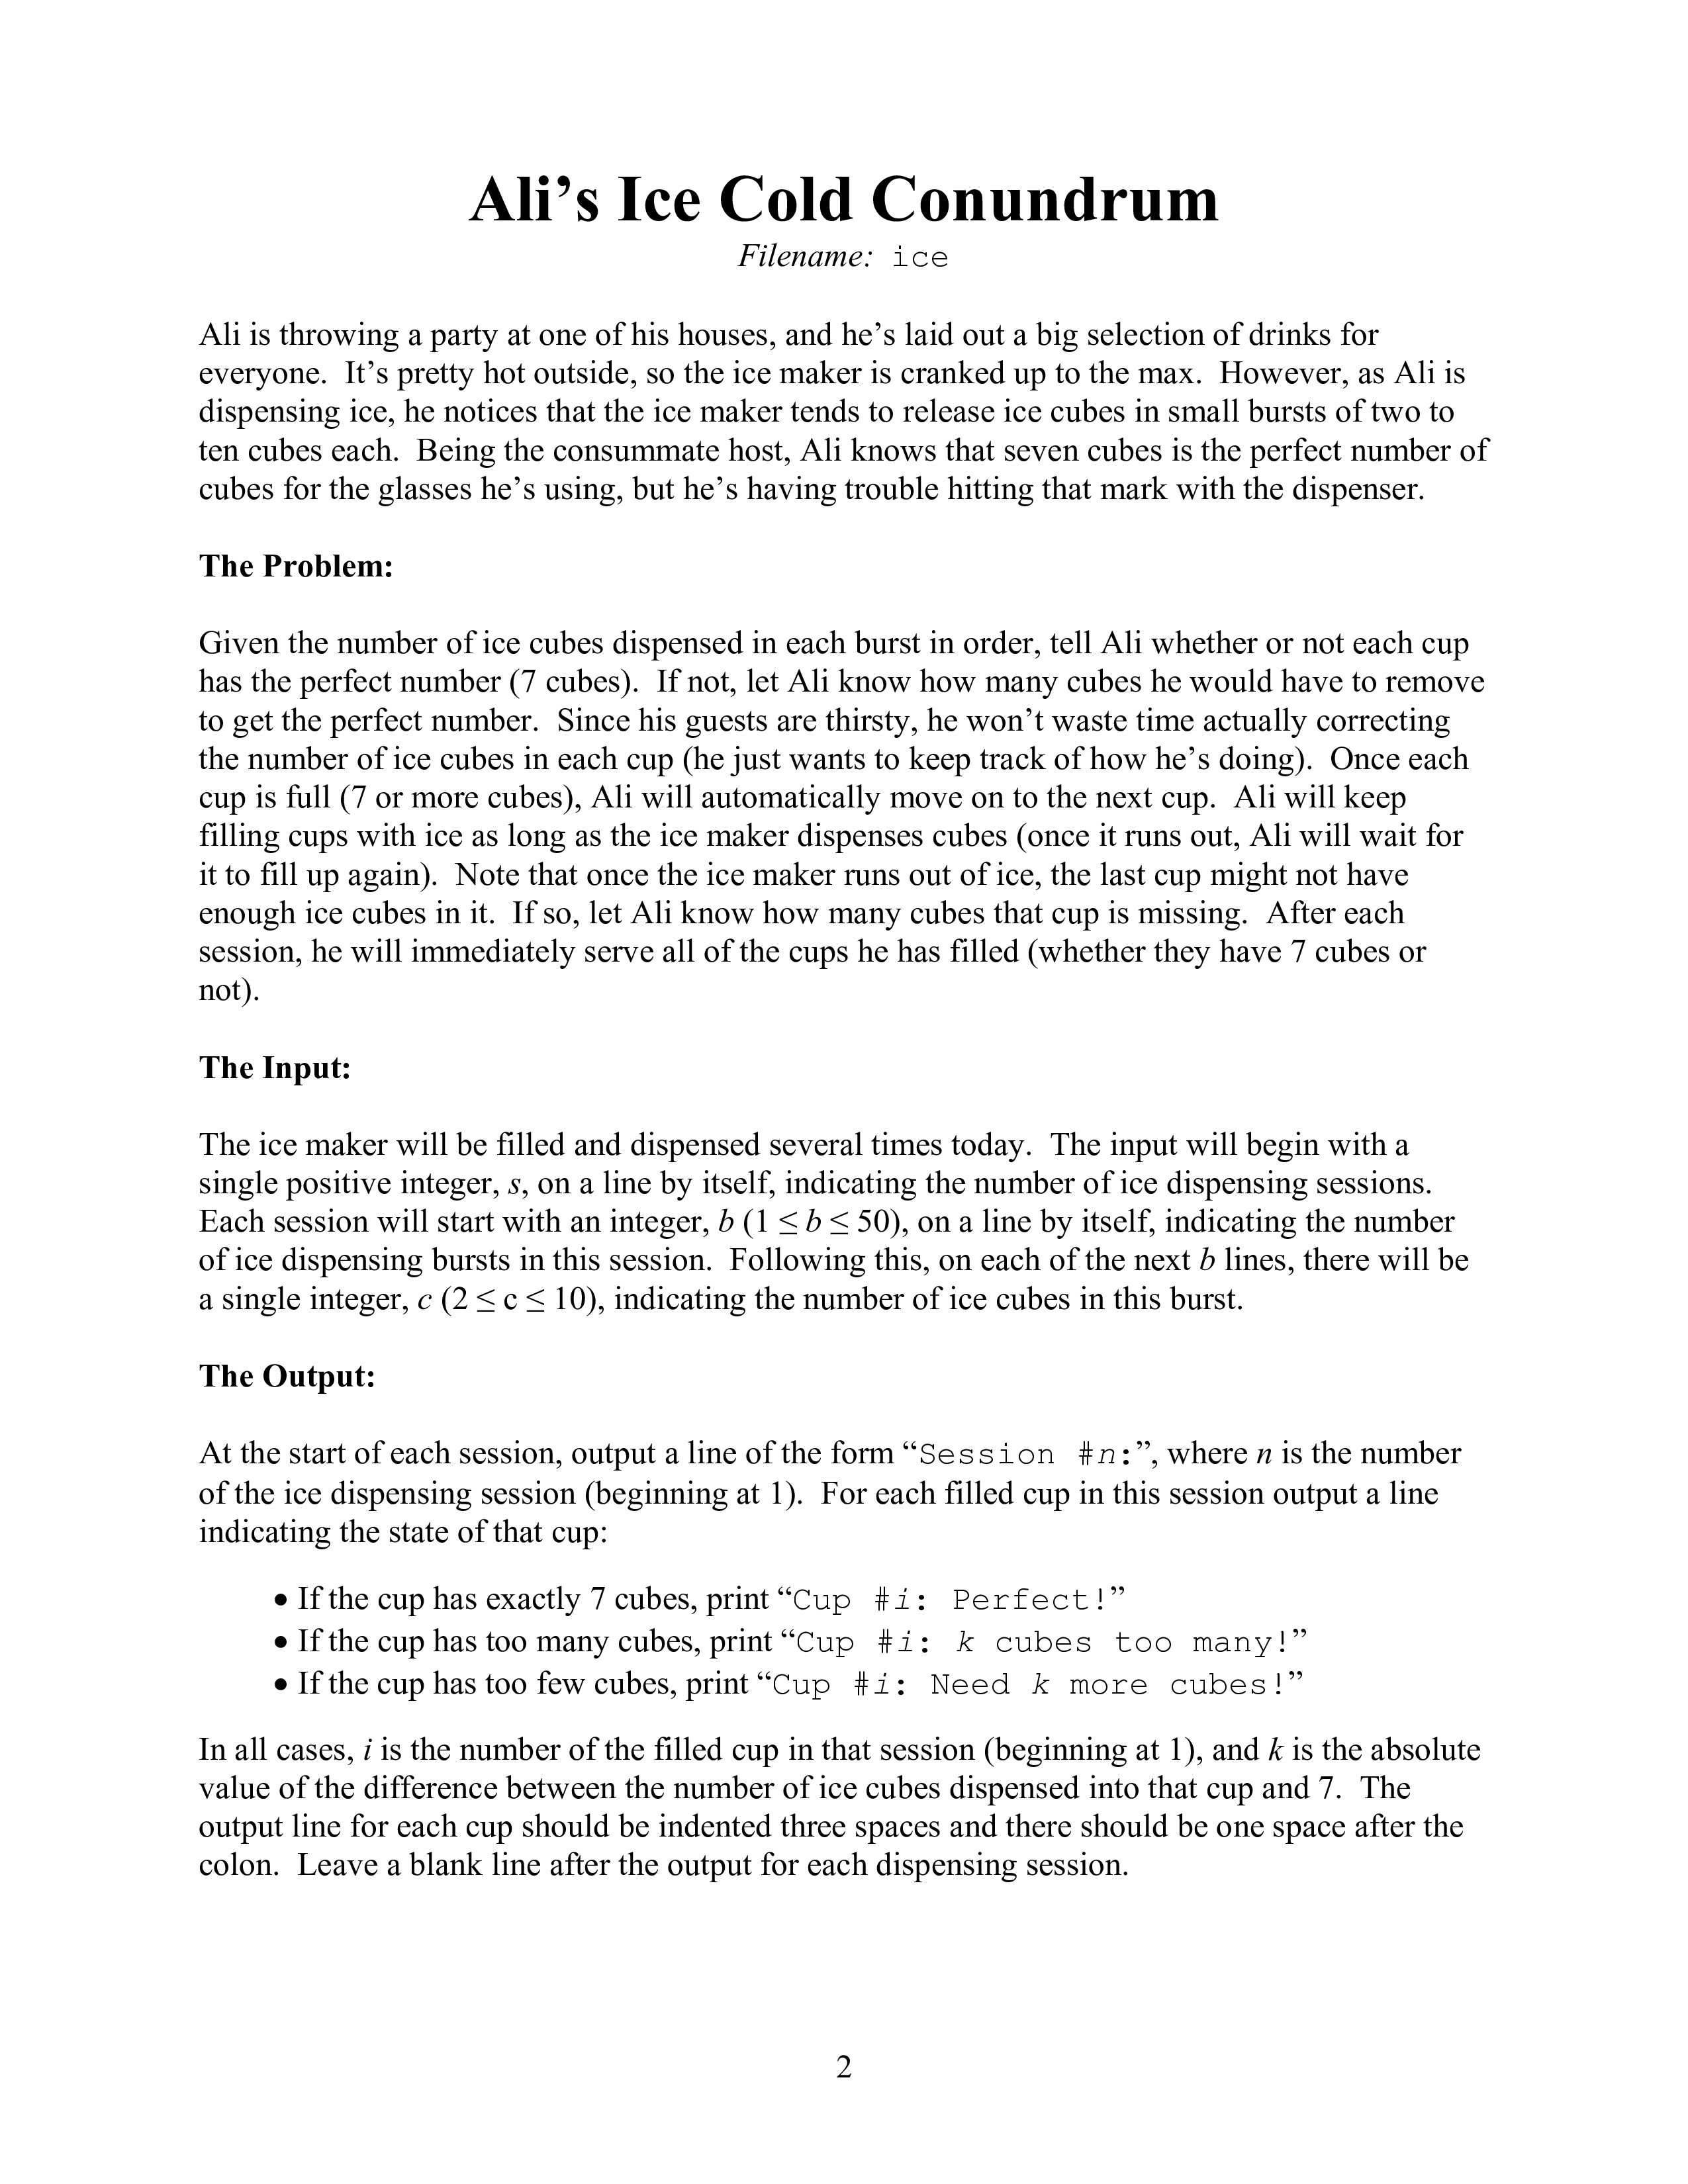 Ali’s Ice Cold Conundrum
Filename: ice
Ali is throwing a party at one of his houses, and he’s laid out a big selection of drinks for
everyone.  It’s pretty hot outside, so the ice maker is cranked up to the max.  However, as Ali is
dispensing ice, he notices that the ice maker tends to release ice cubes in small bursts of two to
ten cubes each.  Being the consummate host, Ali knows that seven cubes is the perfect number of
cubes for the glasses he’s using, but he’s having trouble hitting that mark with the dispenser.
The Problem:
Given the number of ice cubes dispensed in each burst in order, tell Ali whether or not each cup
has the perfect number (7 cubes).  If not, let Ali know how many cubes he would have to remove
to get the perfect number.  Since his guests are thirsty, he won’t waste time actually correcting
the number of ice cubes in each cup (he just wants to keep track of how he’s doing).  Once each
cup is full (7 or more cubes), Ali will automatically move on to the next cup.  Ali will keep
filling cups with ice as long as the ice maker dispenses cubes (once it runs out, Ali will wait for
it to fill up again).  Note that once the ice maker runs out of ice, the last cup might not have
enough ice cubes in it.  If so, let Ali know how many cubes that cup is missing.  After each
session, he will immediately serve all of the cups he has filled (whether they have 7 cubes or
not).
The Input:
The ice maker will be filled and dispensed several times today.  The input will begin with a
single positive integer, s, on a line by itself, indicating the number of ice dispensing sessions.
Each session will start with an integer, b (1 ≤ b ≤ 50), on a line by itself, indicating the number
of ice dispensing bursts in this session.  Following this, on each of the next b lines, there will be
a single integer, c (2 ≤ c ≤ 10), indicating the number of ice cubes in this burst.
The Output:
At the start of each session, output a line of the form “Session #n:”, where n is the number
of the ice dispensing session (beginning at 1).  For each filled cup in this session output a line
indicating the state of that cup:
• If the cup has exactly 7 cubes, print “Cup #i: Perfect!”
• If the cup has too many cubes, print “Cup #i: k cubes too many!”
• If the cup has too few cubes, print “Cup #i: Need k more cubes!”
In all cases, i is the number of the filled cup in that session (beginning at 1), and k is the absolute
value of the difference between the number of ice cubes dispensed into that cup and 7.  The
output line for each cup should be indented three spaces and there should be one space after the
colon.  Leave a blank line after the output for each dispensing session.
2